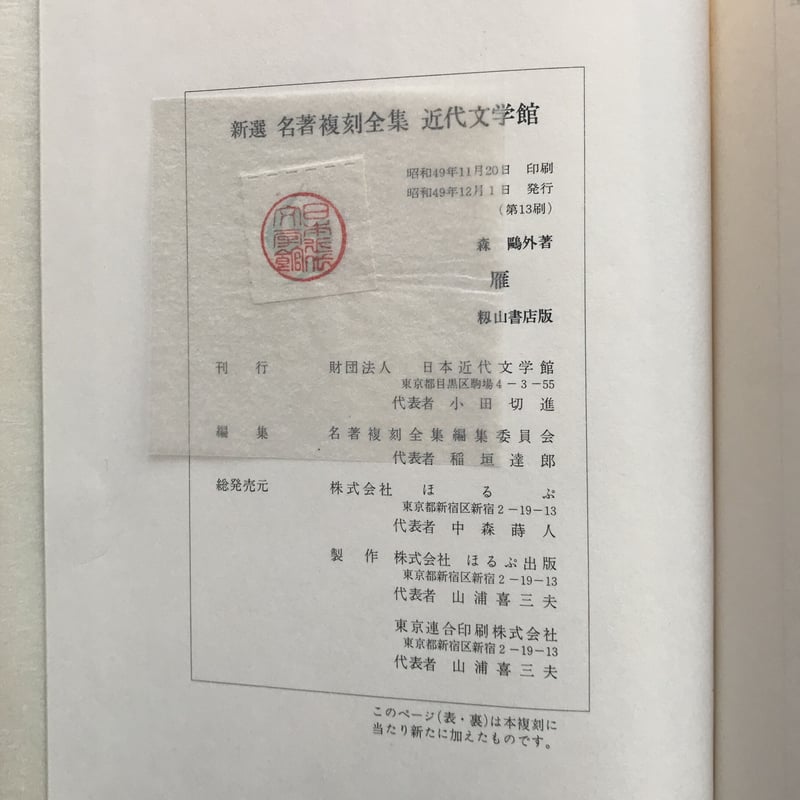 新選 名著複刻全集 近代文学館
昭和49年11月20日 印刷
昭和49年12月1日 発行
(第13刷)
森 鷗外著
雁
籾山書店版
刊行 財団法人 日本近代文学館
東京都目黒区駒場4-3-55
代表者 小田切進
編集 名著複刻全集編集委員会
代表者 稲垣達郎
総発売元 株式会社 ほるぷ
東京都新宿区新宿2-19-13
代表者 中森蒔人
製作 株式会社 ほるぷ出版
東京都新宿区新宿2-19-13
代表者 山浦喜三夫
東京連合印刷株式会社
東京都新宿区新宿2-19-13
代表者 山浦喜三夫
このページ(表・裏)は本複刻に
当たり新たに加えたものです。